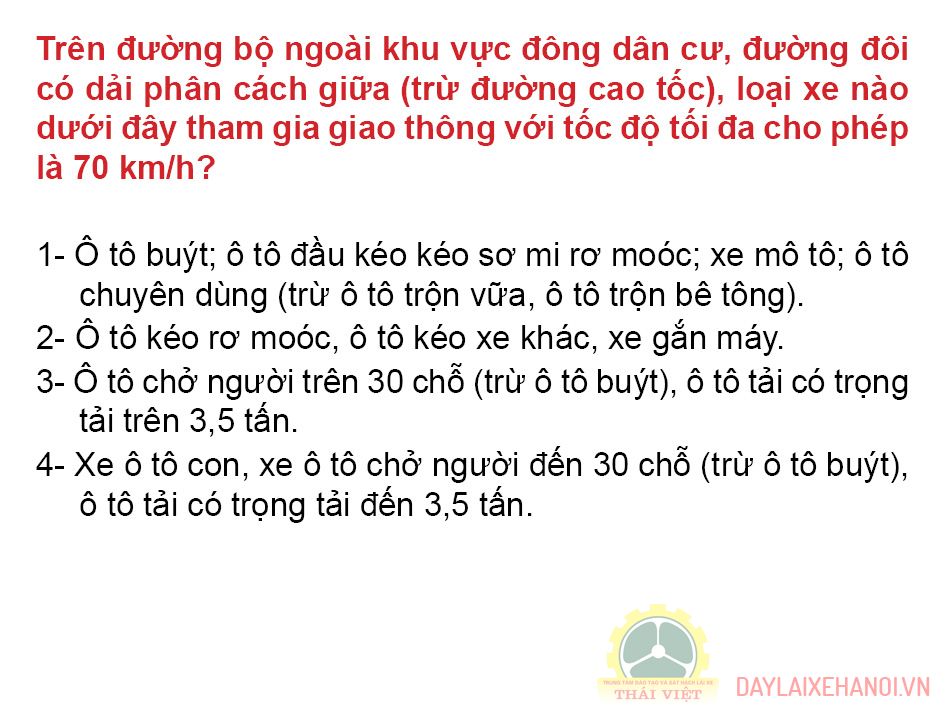 Trên đường bộ ngoài khu vực đông dân cư, đường đôi
có dải phân cách giữa (trừ đường cao tốc), loại xe nào
dưới đây tham gia giao thông với tốc độ tối đa cho phép
là 70 km/h?
1- Ô tô buýt; ô tô đầu kéo kéo sơ mi rơ moóc; xe mô tô; ô tô
chuyên dùng (trừ ô tô trộn vữa, ô tô trộn bê tông).
2- Ô tô kéo rơ moóc, ô tô kéo xe khác, xe gắn máy.
3- Ô tô chở người trên 30 chỗ (trừ ô tô buýt), ô tô tải có trọng
tải trên 3,5 tấn.
4- Xe ô tô con, xe ô tô chở người đến 30 chỗ (trừ ô tô buýt),
ô tô tải có trọng tải đến 3,5 tấn.
TRUNG TÂM ĐÀO TẠO VÀ SÁT HẠCH LÁI XE
THÁI VIỆT
DAYLAIXEHANOI.VN